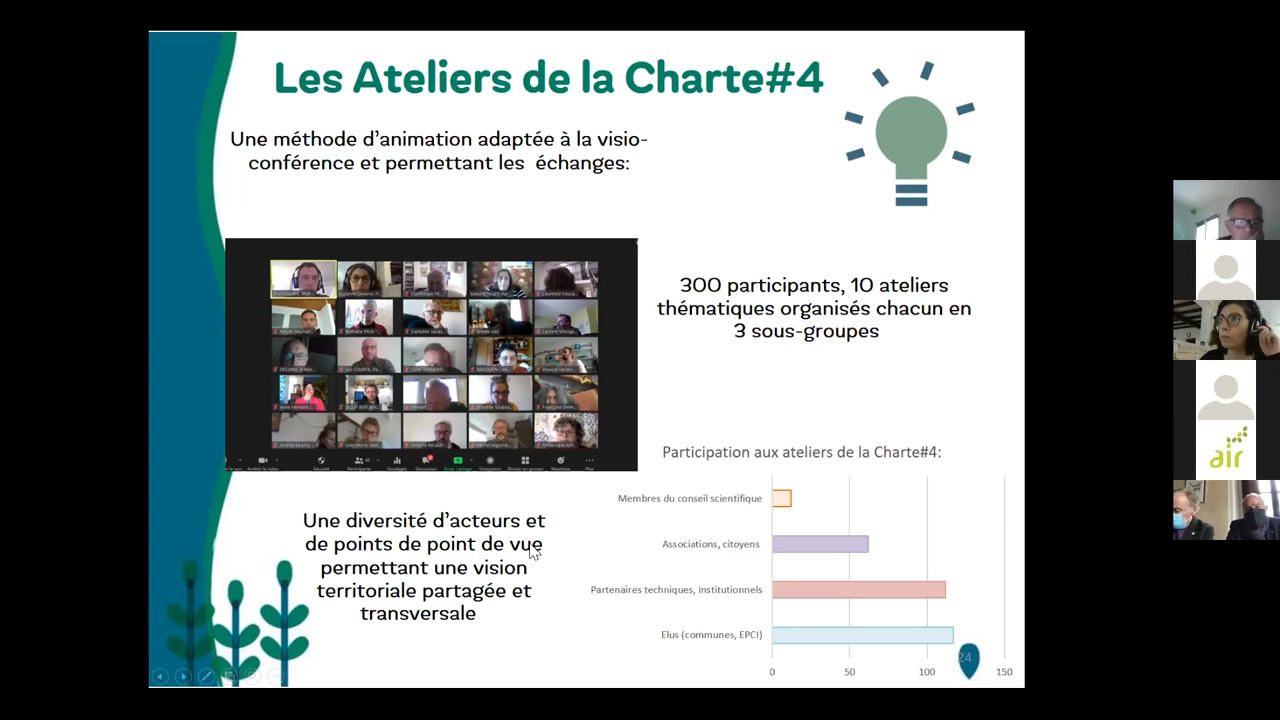 Les Ateliers de la Charte#4
Une méthode d'animation adaptée à la visio-
conférence et permettant les échanges:
300 participants, 10 ateliers
thématiques organisés chacun en
3 sous-groupes
Participation aux ateliers de la Charte#4:
Membres du conseil scientifique
Associations, citoyens
Partenaires techniques, institutionnels
Elus (communes, EPCI)
0
50
100
150
Une diversité d'acteurs et
de points de point de vue
permettant une vision
territoriale partagée et
transversale
24
air